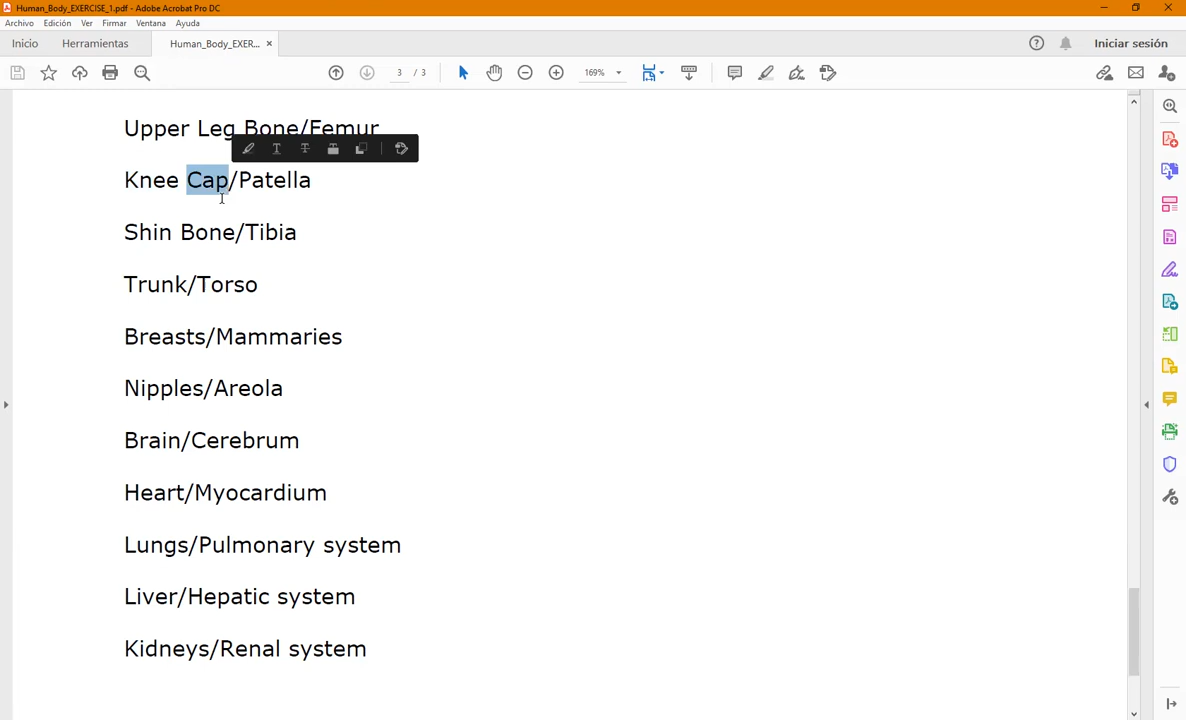 Human_Body_EXERCISE_1.pdf - Adobe Acrobat Pro DC
Archivo Edición Ver Firmar Ventana Ayuda
Inicio Herramientas Human_Body_EXER... × Iniciar sesión
3 / 3 169%
Upper Leg Bone/Femur
Knee Cap/Patella
Shin Bone/Tibia
Trunk/Torso
Breasts/Mammaries
Nipples/Areola
Brain/Cerebrum
Heart/Myocardium
Lungs/Pulmonary system
Liver/Hepatic system
Kidneys/Renal system